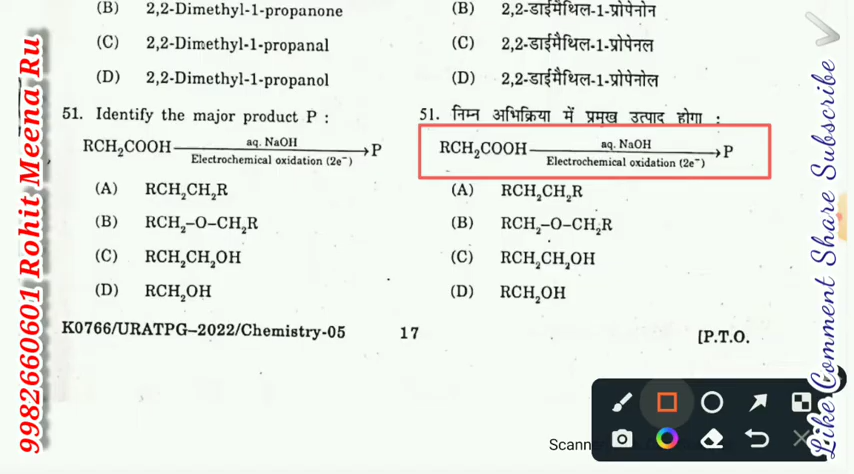 (B) 2,2-Dimethyl-1-propanone
(C) 2,2-Dimethyl-1-propanal
(D) 2,2-Dimethyl-1-propanol
51. Identify the major product P :
RCH₂COOH aq. NaOH Electrochemical oxidation (2e⁻) → P
(A) RCH₂CH₂R
(B) RCH₂–O–CH₂R
(C) RCH₂CH₂OH
(D) RCH₂OH
(B) 2,2-डाईमैथिल-1-प्रोपेनोन
(C) 2,2-डाईमैथिल-1-प्रोपेनल
(D) 2,2-डाईमैथिल-1-प्रोपेनोल
51. निम्न अभिक्रिया में प्रमुख उत्पाद होगा :
RCH₂COOH aq. NaOH Electrochemical oxidation (2e⁻) → P
(A) RCH₂CH₂R
(B) RCH₂–O–CH₂R
(C) RCH₂CH₂OH
(D) RCH₂OH
K0766/URATPG–2022/Chemistry-05
17
[P.T.O.
9982660601 Rohit Meena Ru
Like Comment Share Subscribe